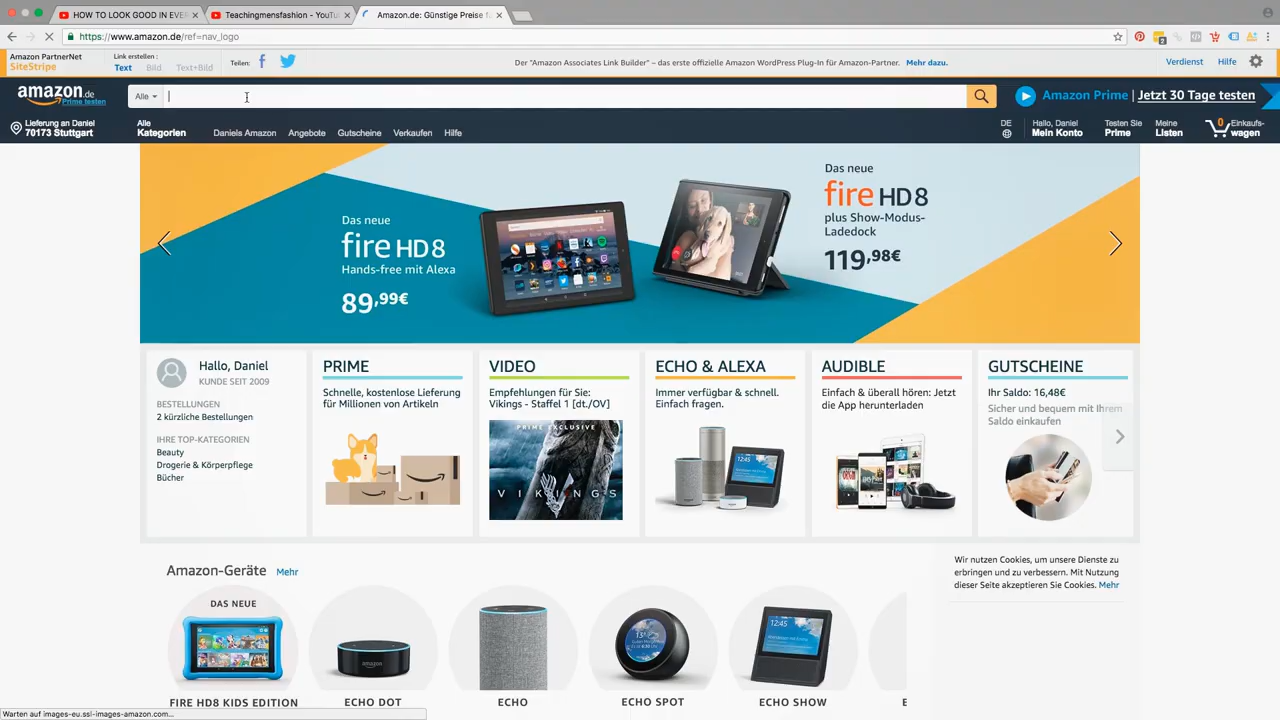 HOW TO LOOK GOOD IN EVER
Teachingmensfashion - YouTu
Amazon.de: Günstige Preise f
https://www.amazon.de/ref=nav_logo
Amazon PartnerNet
SiteStripe
Link erstellen:
Text Bild Text+Bild
Teilen:
Der "Amazon Associates Link Builder" – das erste offizielle Amazon WordPress Plug-In für Amazon-Partner. Mehr dazu.
Verdienst Hilfe
amazon.de
Prime testen
Alle
Amazon Prime | Jetzt 30 Tage testen
Lieferung an Daniel
70173 Stuttgart
Alle
Kategorien
Daniels Amazon Angebote Gutscheine Verkaufen Hilfe
DE
Hallo, Daniel
Mein Konto
Testen Sie
Prime
Meine
Listen
0
Einkaufs-
wagen
Das neue
fire HD8
Hands-free mit Alexa
89,99€
Das neue
fire HD8
plus Show-Modus-
Ladedock
119,98€
Hallo, Daniel
KUNDE SEIT 2009
BESTELLUNGEN
2 kürzliche Bestellungen
IHRE TOP-KATEGORIEN
Beauty
Drogerie & Körperpflege
Bücher
PRIME
Schnelle, kostenlose Lieferung
für Millionen von Artikeln
VIDEO
Empfehlungen für Sie:
Vikings - Staffel 1 [dt./OV]
PRIME EXCLUSIVE
VIKINGS
ECHO & ALEXA
Immer verfügbar & schnell.
Einfach fragen.
12:45
AUDIBLE
Einfach & überall hören: Jetzt
die App herunterladen
GUTSCHEINE
Ihr Saldo: 16,48€
Sicher und bequem mit Ihrem
Saldo einkaufen
Amazon-Geräte Mehr
Wir nutzen Cookies, um unsere Dienste zu
erbringen und zu verbessern. Mit Nutzung
dieser Seite akzeptieren Sie Cookies. Mehr
DAS NEUE
amazon
12:45
FIRE HD8 KIDS EDITION
ECHO DOT
ECHO
ECHO SPOT
ECHO SHOW
E
Warten auf images-eu.ssl-images-amazon.com...